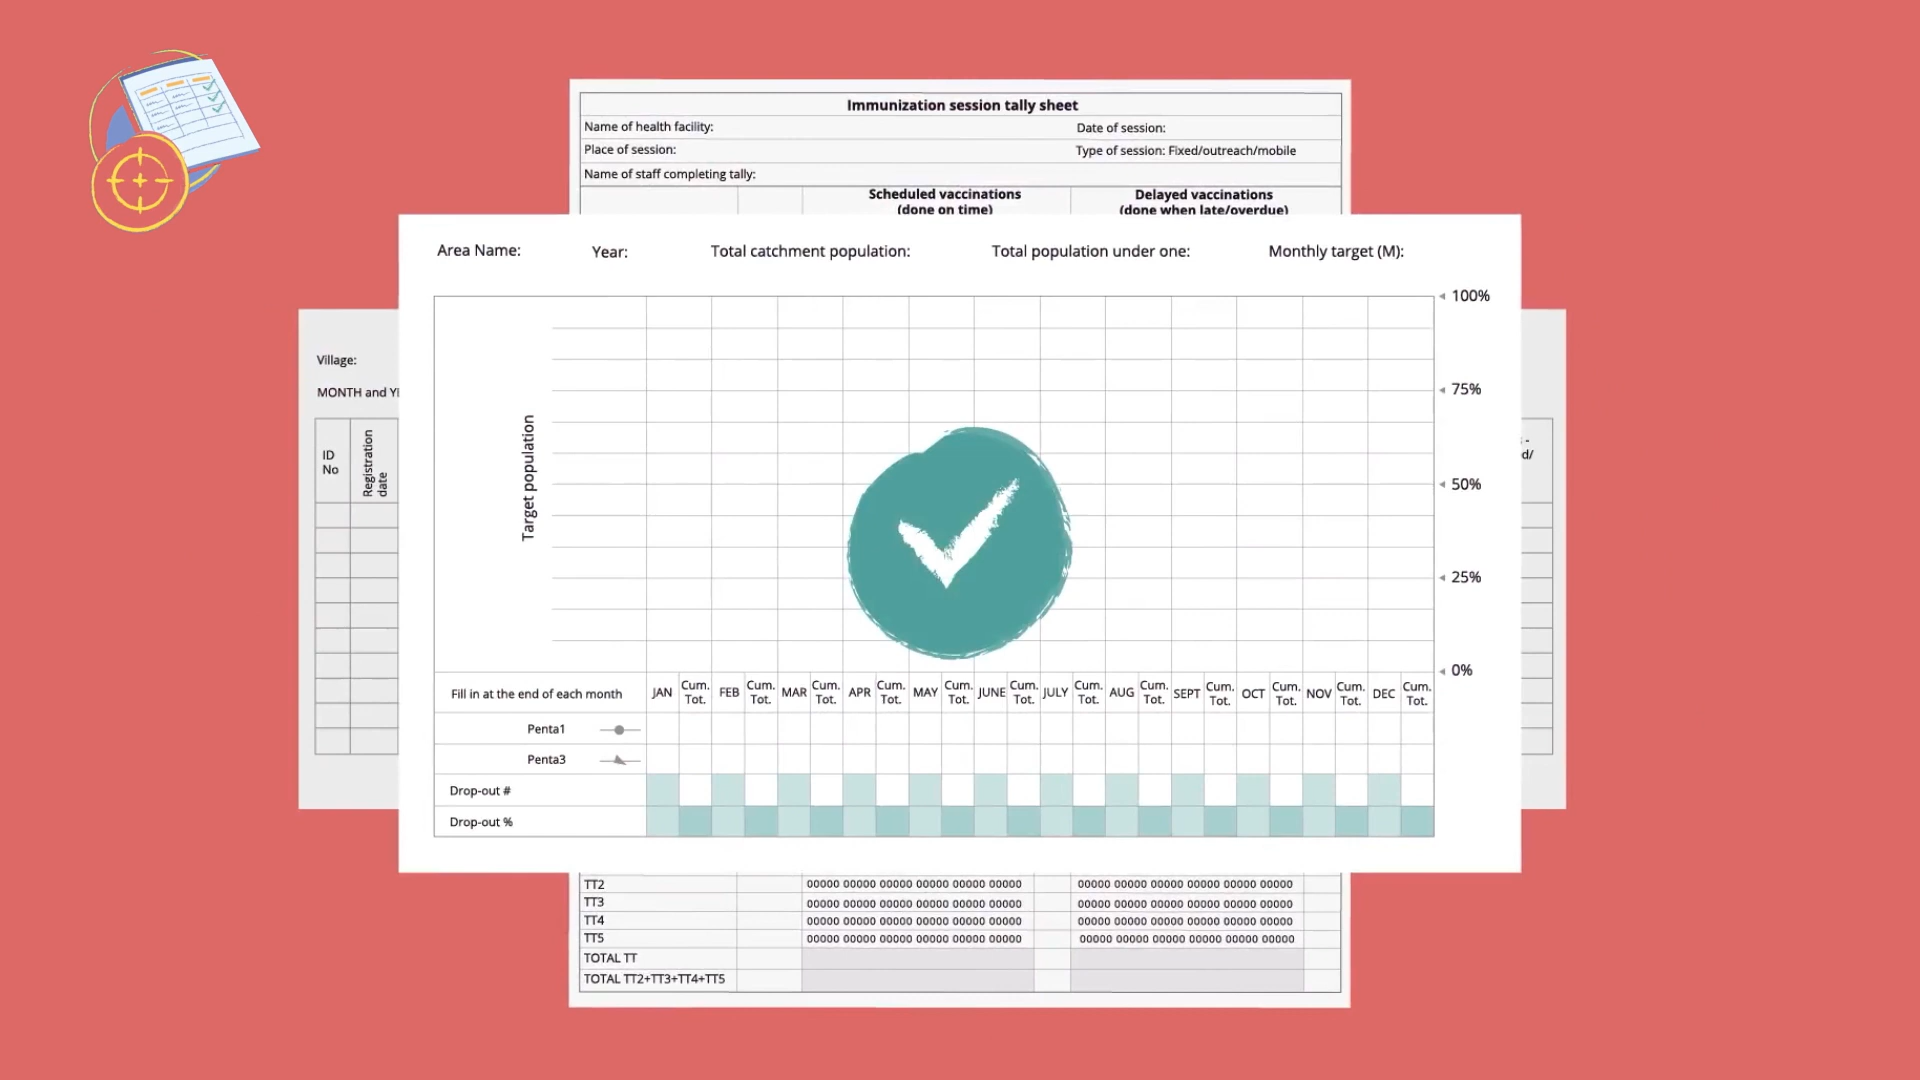 Immunization session tally sheet
Name of health facility:
Date of session:
Place of session:
Type of session: Fixed/outreach/mobile
Name of staff completing tally:
Scheduled vaccinations
(done on time)
Delayed vaccinations
(done when late/overdue)
Area Name:
Year:
Total catchment population:
Total population under one:
Monthly target (M):
100%
75%
50%
25%
0%
Target population
Village:
MONTH and
ID
No
Registration
date
Fill in at the end of each month
JAN Cum. Tot. FEB Cum. Tot. MAR Cum. Tot. APR Cum. Tot. MAY Cum. Tot. JUNE Cum. Tot. JULY Cum. Tot. AUG Cum. Tot. SEPT Cum. Tot. OCT Cum. Tot. NOV Cum. Tot. DEC Cum. Tot.
Penta1
Penta3
Drop-out #
Drop-out %
TT2 00000 00000 00000 00000 00000 00000 00000 00000 00000 00000 00000 00000
TT3 00000 00000 00000 00000 00000 00000 00000 00000 00000 00000 00000 00000
TT4 00000 00000 00000 00000 00000 00000 00000 00000 00000 00000 00000 00000
TT5 00000 00000 00000 00000 00000 00000 00000 00000 00000 00000 00000 00000
TOTAL TT
TOTAL TT2+TT3+TT4+TT5